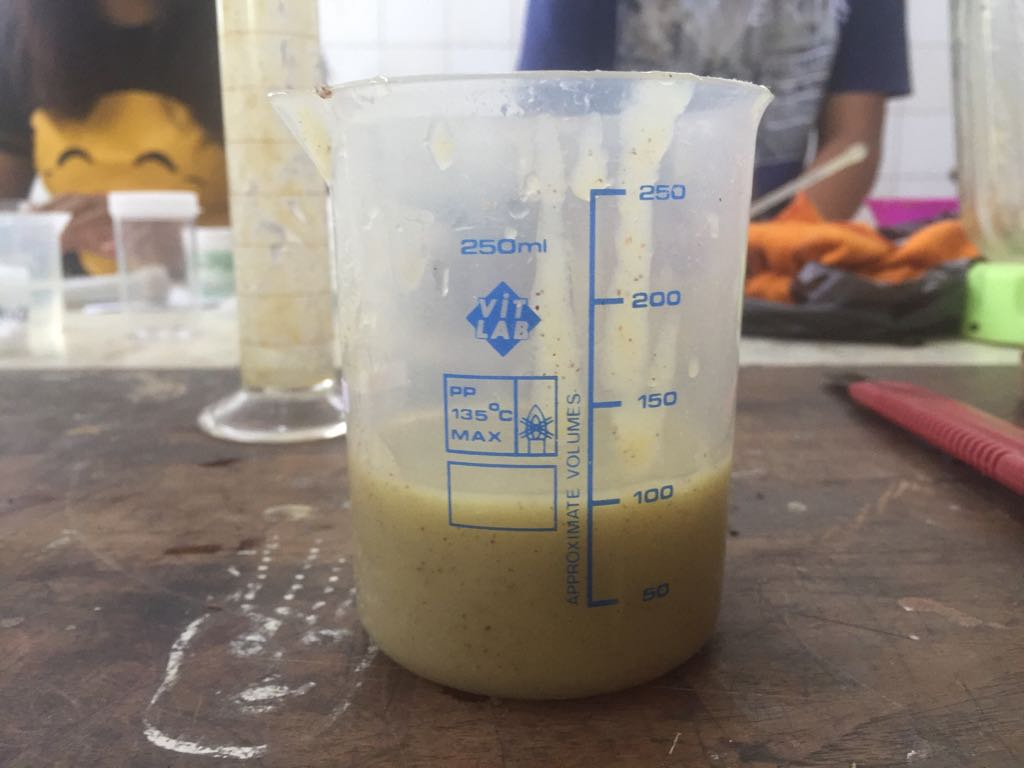 250ml
ViT
LAB
PP
135°C
MAX
APPROXIMATE VOLUMES
250
200
150
100
50